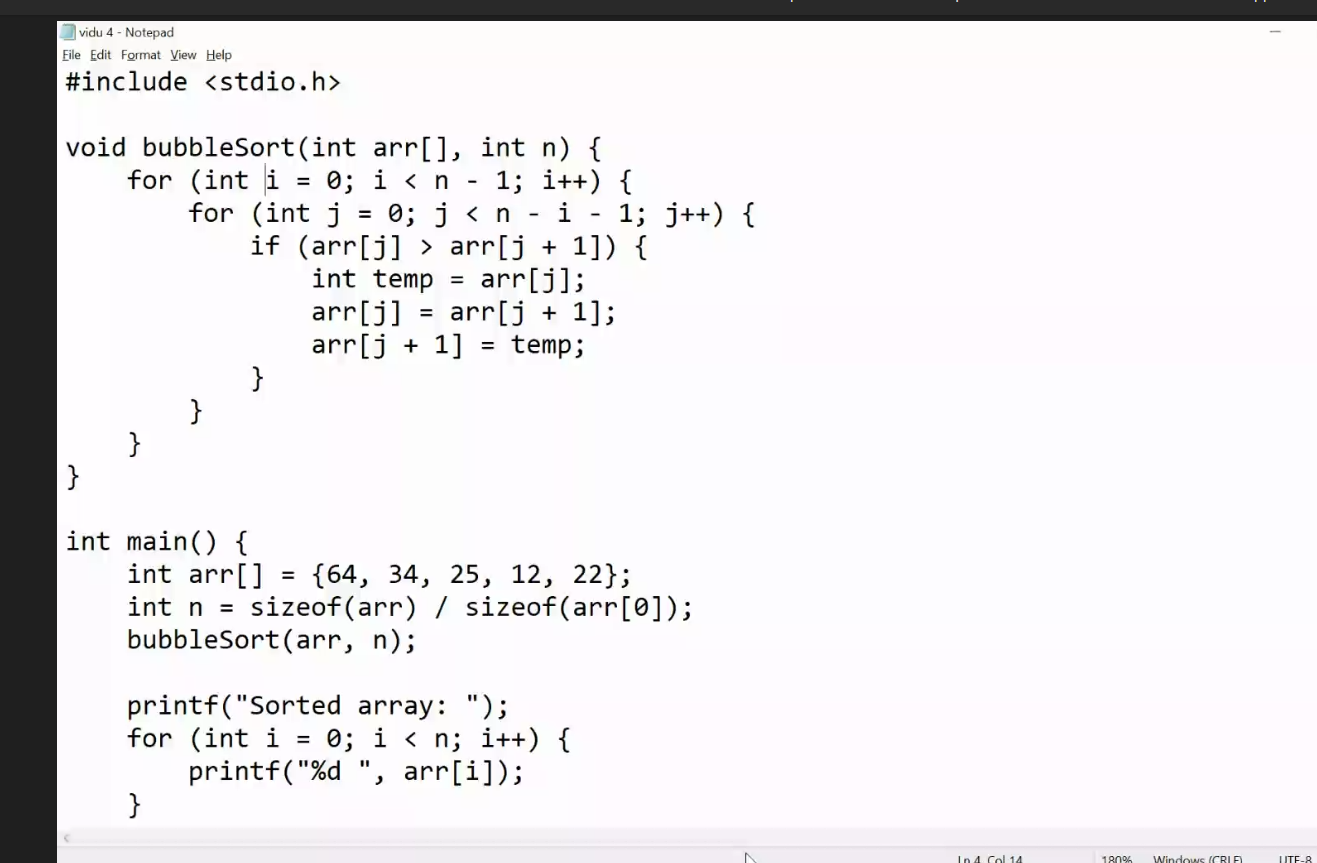 vidu 4 - Notepad
File Edit Format View Help
#include <stdio.h>

void bubbleSort(int arr[], int n) {
    for (int i = 0; i < n - 1; i++) {
        for (int j = 0; j < n - i - 1; j++) {
            if (arr[j] > arr[j + 1]) {
                int temp = arr[j];
                arr[j] = arr[j + 1];
                arr[j + 1] = temp;
            }
        }
    }
}

int main() {
    int arr[] = {64, 34, 25, 12, 22};
    int n = sizeof(arr) / sizeof(arr[0]);
    bubbleSort(arr, n);

    printf("Sorted array: ");
    for (int i = 0; i < n; i++) {
        printf("%d ", arr[i]);
    }
Ln 4, Col 14 180% Windows (CRLF) UTF-8